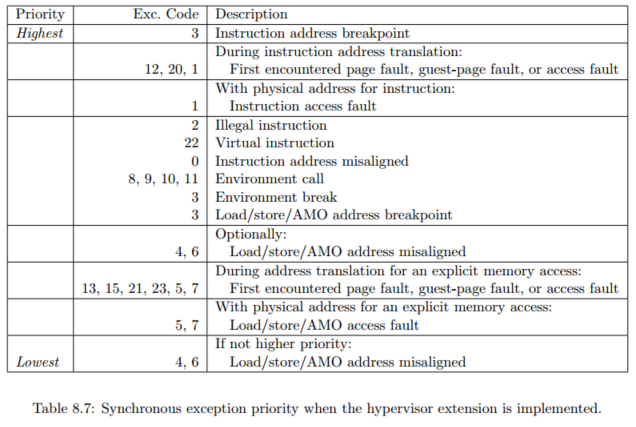 Priority Exc. Code Description
Highest 3 Instruction address breakpoint
During instruction address translation:
12, 20, 1 First encountered page fault, guest-page fault, or access fault
With physical address for instruction:
1 Instruction access fault
2 Illegal instruction
22 Virtual instruction
0 Instruction address misaligned
8, 9, 10, 11 Environment call
3 Environment break
3 Load/store/AMO address breakpoint
Optionally:
4, 6 Load/store/AMO address misaligned
During address translation for an explicit memory access:
13, 15, 21, 23, 5, 7 First encountered page fault, guest-page fault, or access fault
With physical address for an explicit memory access:
5, 7 Load/store/AMO access fault
If not higher priority:
Lowest 4, 6 Load/store/AMO address misaligned
Table 8.7: Synchronous exception priority when the hypervisor extension is implemented.